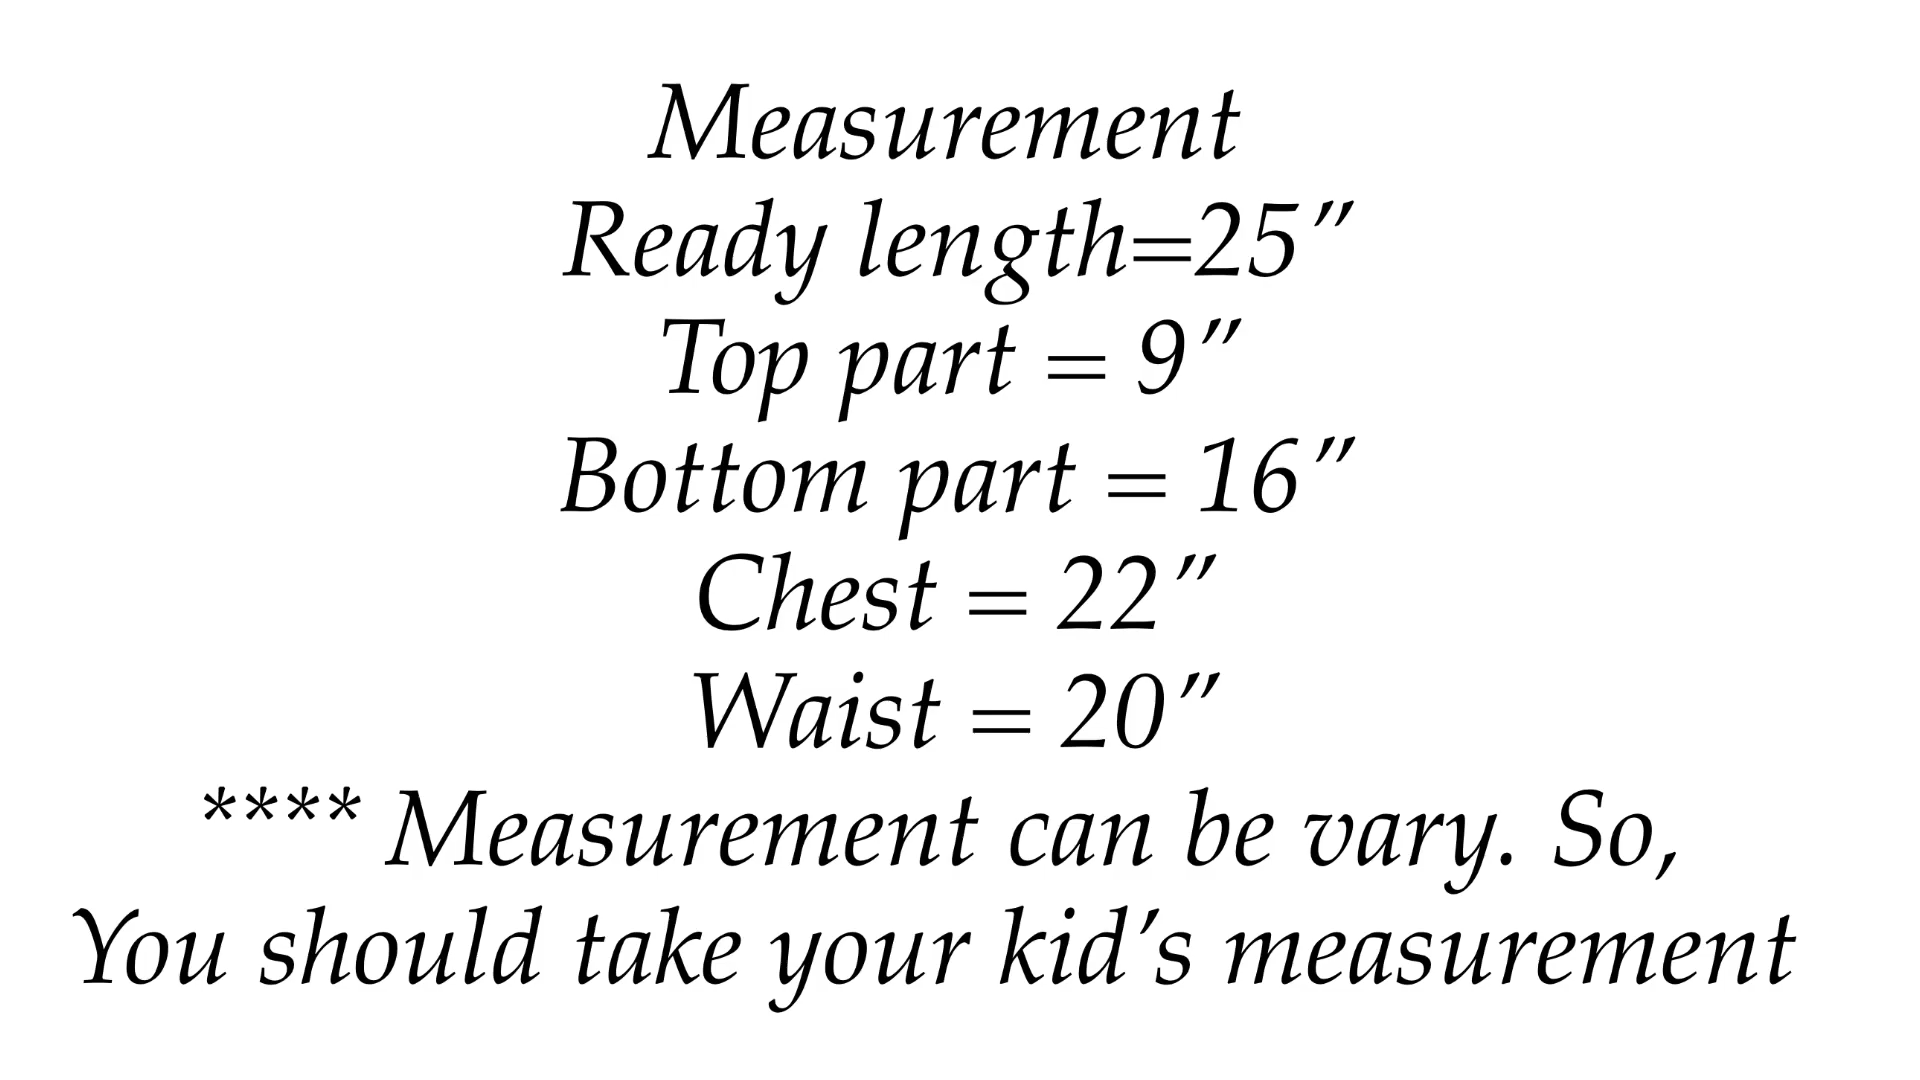 Measurement
Ready length=25”
Top part = 9”
Bottom part = 16”
Chest = 22”
Waist = 20”
**** Measurement can be vary. So,
You should take your kid’s measurement